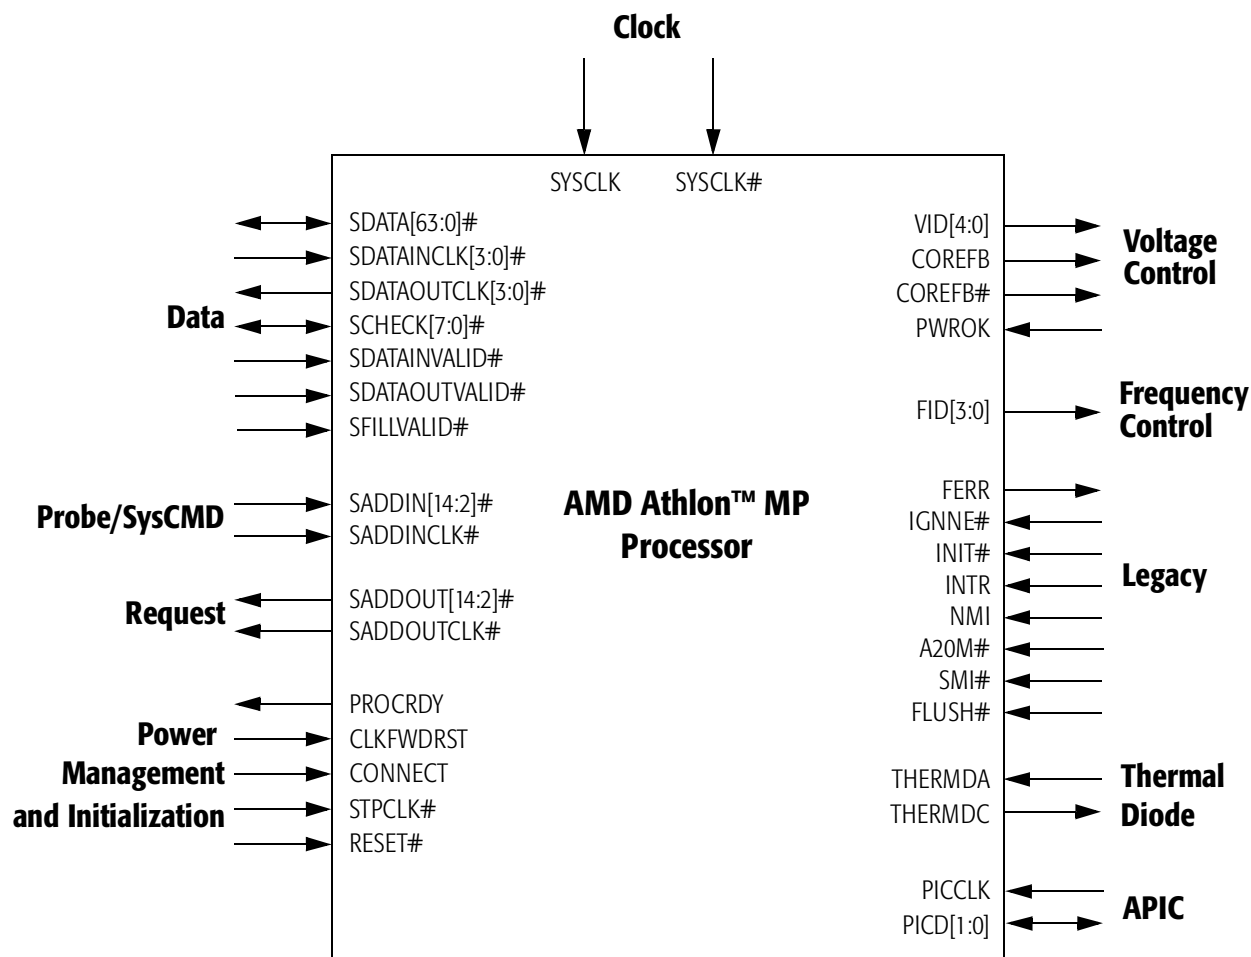 Clock
SYSCLK
SYSCLK#
Data
SDATA[63:0]#
SDATAINCLK[3:0]#
SDATAOUTCLK[3:0]#
SCHECK[7:0]#
SDATAINVALID#
SDATAOUTVALID#
SFILLVALID#
Probe/SysCMD
SADDIN[14:2]#
SADDINCLK#
Request
SADDOUT[14:2]#
SADDOUTCLK#
Power
Management
and Initialization
PROCRDY
CLKFWDRST
CONNECT
STPCLK#
RESET#
AMD Athlon™ MP
Processor
VID[4:0]
COREFB
COREFB#
PWROK
Voltage
Control
FID[3:0]
Frequency
Control
FERR
IGNNE#
INIT#
INTR
NMI
A20M#
SMI#
FLUSH#
Legacy
THERMDA
THERMDC
Thermal
Diode
PICCLK
PICD[1:0]
APIC